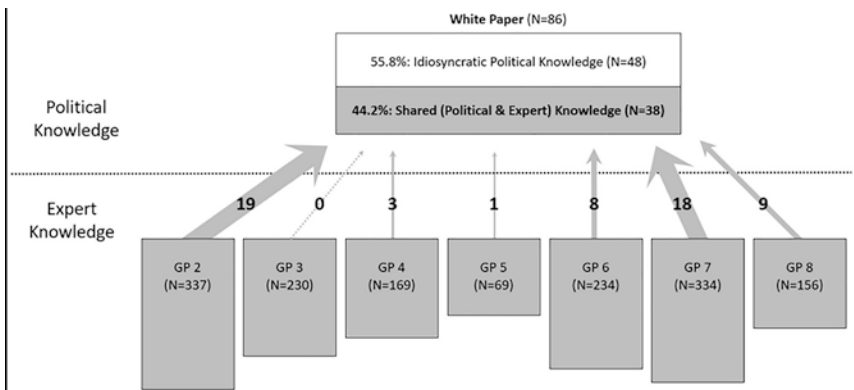 White Paper (N=86)
55.8%: Idiosyncratic Political Knowledge (N=48)
44.2%: Shared (Political & Expert) Knowledge (N=38)
Political
Knowledge
Expert
Knowledge
19 0 3 1 8 18 9
GP 2 GP 3 GP 4 GP 5 GP 6 GP 7 GP 8
(N=337) (N=230) (N=169) (N=69) (N=234) (N=334) (N=156)